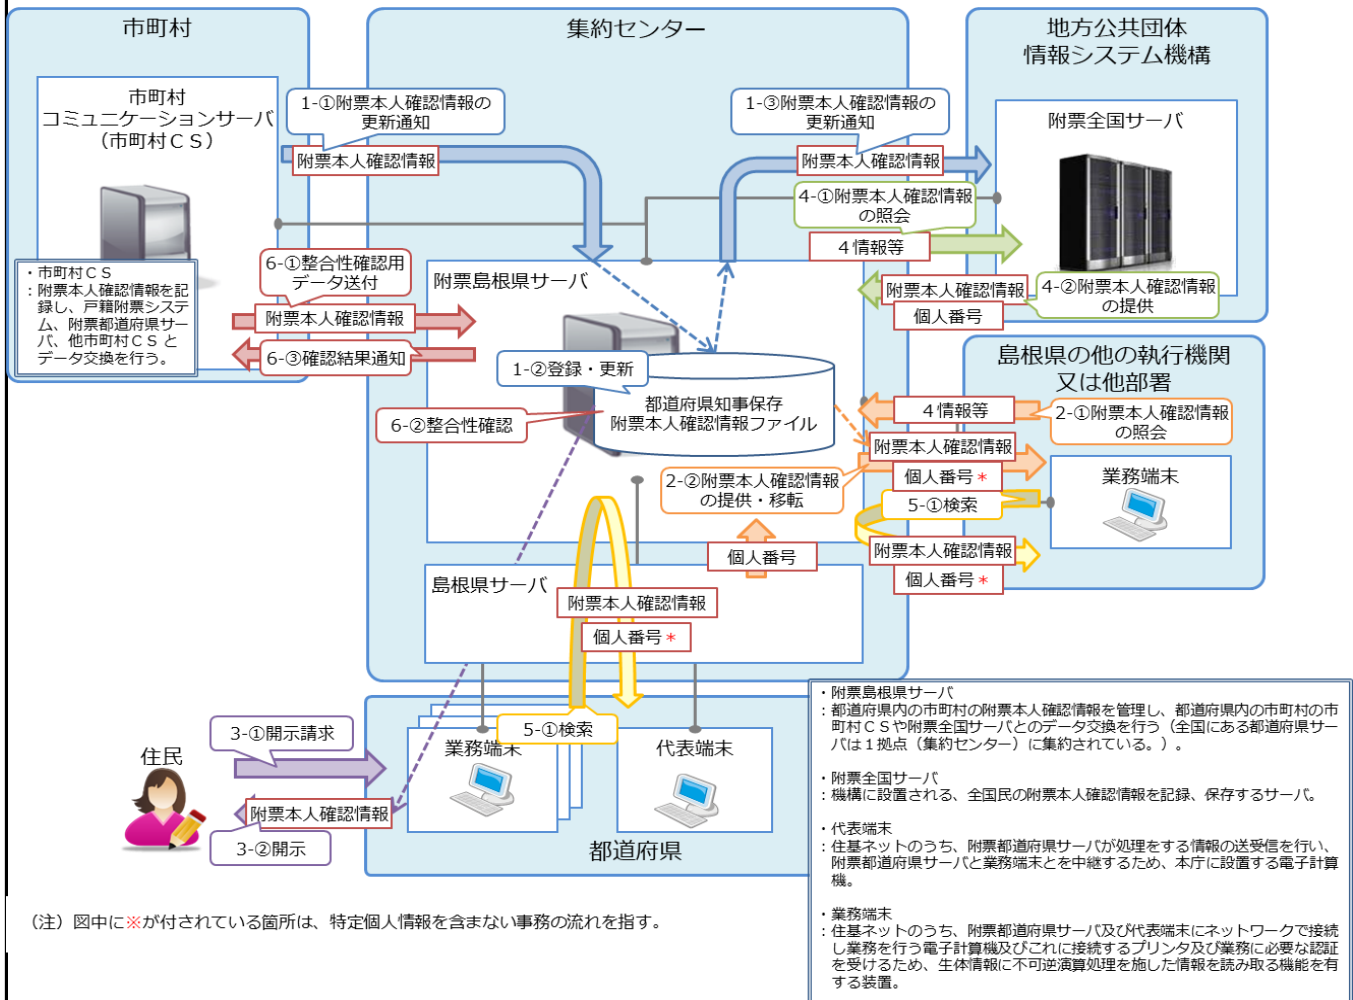 市町村
市町村
コミュニケーションサーバ
（市町村ＣＳ）
・市町村ＣＳ
：附票本人確認情報を記
録し、戸籍附票システ
ム、附票都道府県サー
バ、他市町村ＣＳと
データ交換を行う。
集約センター
1-①附票本人確認情報の
更新通知
附票本人確認情報
1-③附票本人確認情報の
更新通知
附票本人確認情報
地方公共団体
情報システム機構
附票全国サーバ
4-①附票本人確認情報
の照会
４情報等
附票本人確認情報
個人番号
4-②附票本人確認情報
の提供
6-①整合性確認用
データ送付
附票本人確認情報
6-③確認結果通知
附票島根県サーバ
1-②登録・更新
都道府県知事保存
附票本人確認情報ファイル
6-②整合性確認
島根県の他の執行機関
又は他部署
４情報等
2-①附票本人確認情報
の照会
附票本人確認情報
個人番号＊
2-②附票本人確認情報
の提供・移転
業務端末
5-①検索
附票本人確認情報
個人番号＊
個人番号
島根県サーバ
附票本人確認情報
個人番号＊
5-①検索
業務端末
代表端末
都道府県
住民
3-①開示請求
附票本人確認情報
3-②開示
・附票島根県サーバ
：都道府県内の市町村の附票本人確認情報を管理し、都道府県内の市町村の市
町村ＣＳや附票全国サーバとのデータ交換を行う（全国にある都道府県サー
バは１拠点（集約センター）に集約されている。）。
・附票全国サーバ
：機構に設置される、全国民の附票本人確認情報を記録、保存するサーバ。
・代表端末
：住基ネットのうち、附票都道府県サーバが処理をする情報の送受信を行い、
附票都道府県サーバと業務端末とを中継するため、本庁に設置する電子計算
機。
・業務端末
：住基ネットのうち、附票都道府県サーバ及び代表端末にネットワークで接続
し業務を行う電子計算機及びこれに接続するプリンタ及び業務に必要な認証
を受けるため、生体情報に不可逆演算処理を施した情報を読み取る機能を有
する装置。
（注）図中に※が付されている箇所は、特定個人情報を含まない事務の流れを指す。